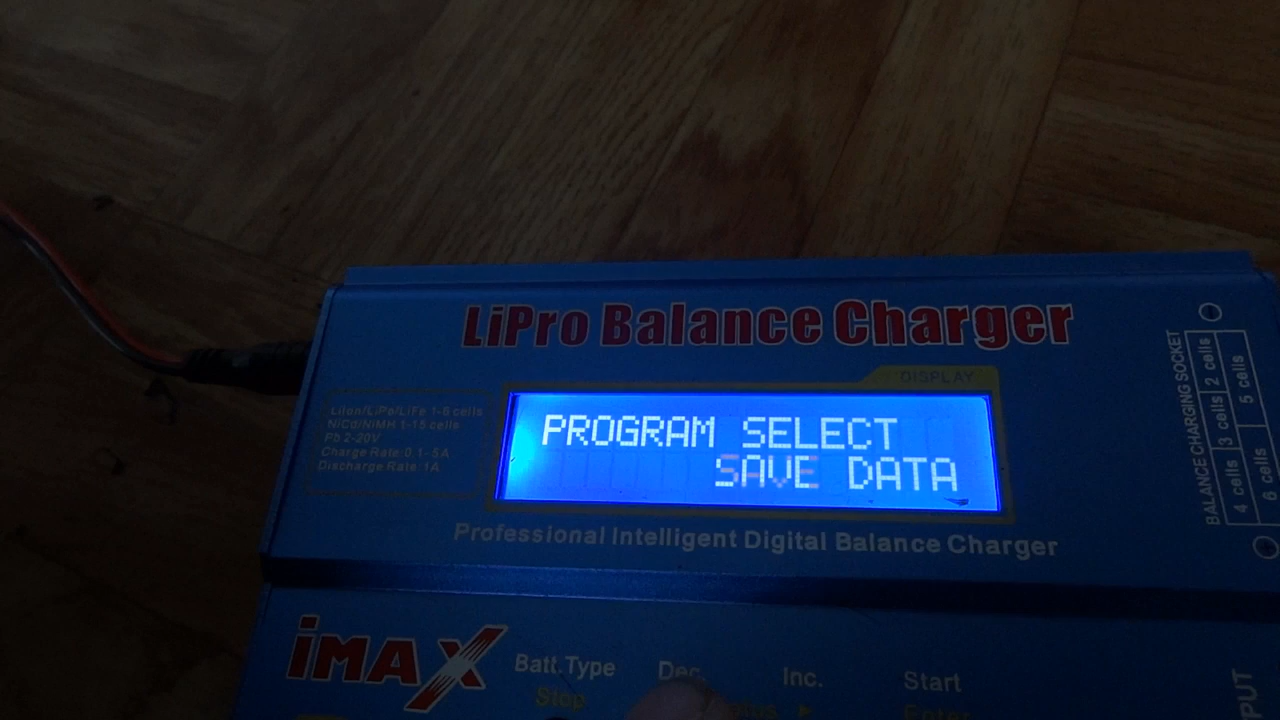 LiPro Balance Charger
DISPLAY
LiIon/LiPo/LiFe 1-6 cells
NiCd/NiMH 1-15 cells
Pb 2-20V
Charge Rate:0.1-5A
Discharge Rate:1A
PROGRAM SELECT
SAVE DATA
Professional Intelligent Digital Balance Charger
BALANCE CHARGING SOCKET
4 cells 3 cells 2 cells
6 cells 5 cells
iMAX
Batt.Type Dec. Inc. Start
Stop Enter